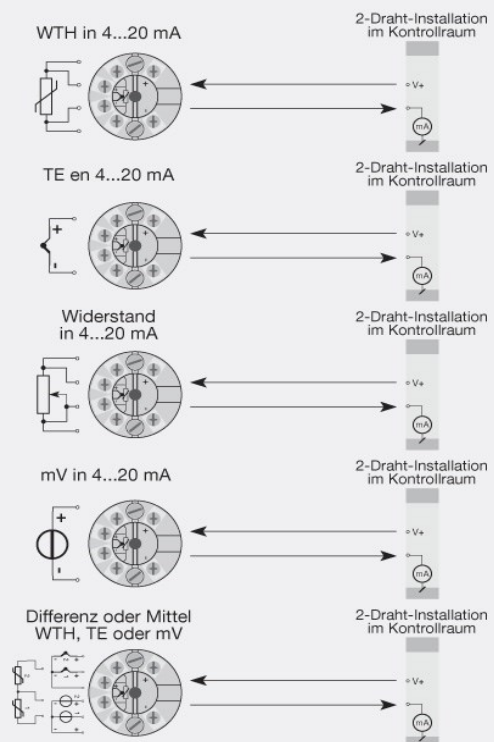 WTH in 4...20 mA
2-Draht-Installation
im Kontrollraum
V+
mA
TE en 4...20 mA
2-Draht-Installation
im Kontrollraum
V+
mA
Widerstand
in 4...20 mA
2-Draht-Installation
im Kontrollraum
V+
mA
mV in 4...20 mA
2-Draht-Installation
im Kontrollraum
V+
mA
Differenz oder Mittel
WTH, TE oder mV
2-Draht-Installation
im Kontrollraum
V+
mA